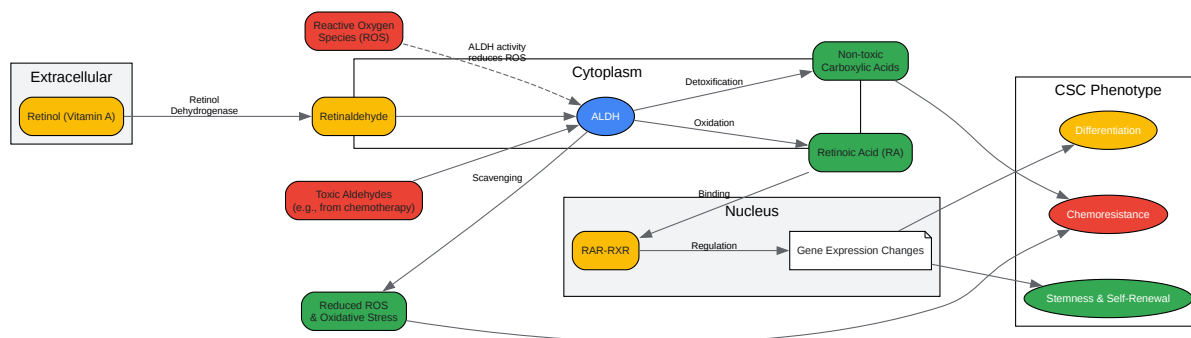 Extracellular
Retinol (Vitamin A)
Retinol
Dehydrogenase
Reactive Oxygen
Species (ROS)
ALDH activity
reduces ROS
Cytoplasm
Retinaldehyde
ALDH
Detoxification
Oxidation
Non-toxic
Carboxylic Acids
Retinoic Acid (RA)
Toxic Aldehydes
(e.g., from chemotherapy)
Scavenging
Binding
Nucleus
RAR-RXR
Regulation
Gene Expression Changes
Reduced ROS
& Oxidative Stress
CSC Phenotype
Differentiation
Chemoresistance
Stemness & Self-Renewal